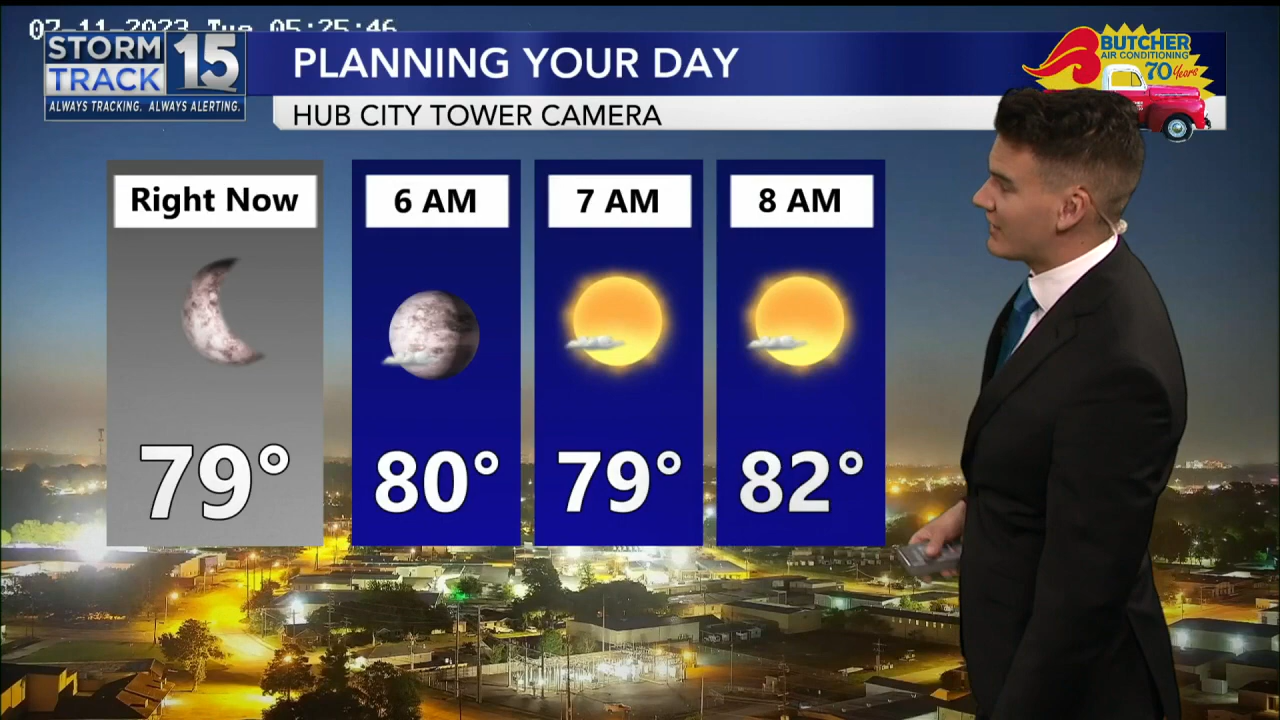 07-11-2023 Tue 05:25:46
STORM
TRACK
15
ALWAYS TRACKING. ALWAYS ALERTING.
PLANNING YOUR DAY
HUB CITY TOWER CAMERA
BUTCHER
AIR CONDITIONING
70 Years
Right Now
6 AM
7 AM
8 AM
79°
80°
79°
82°